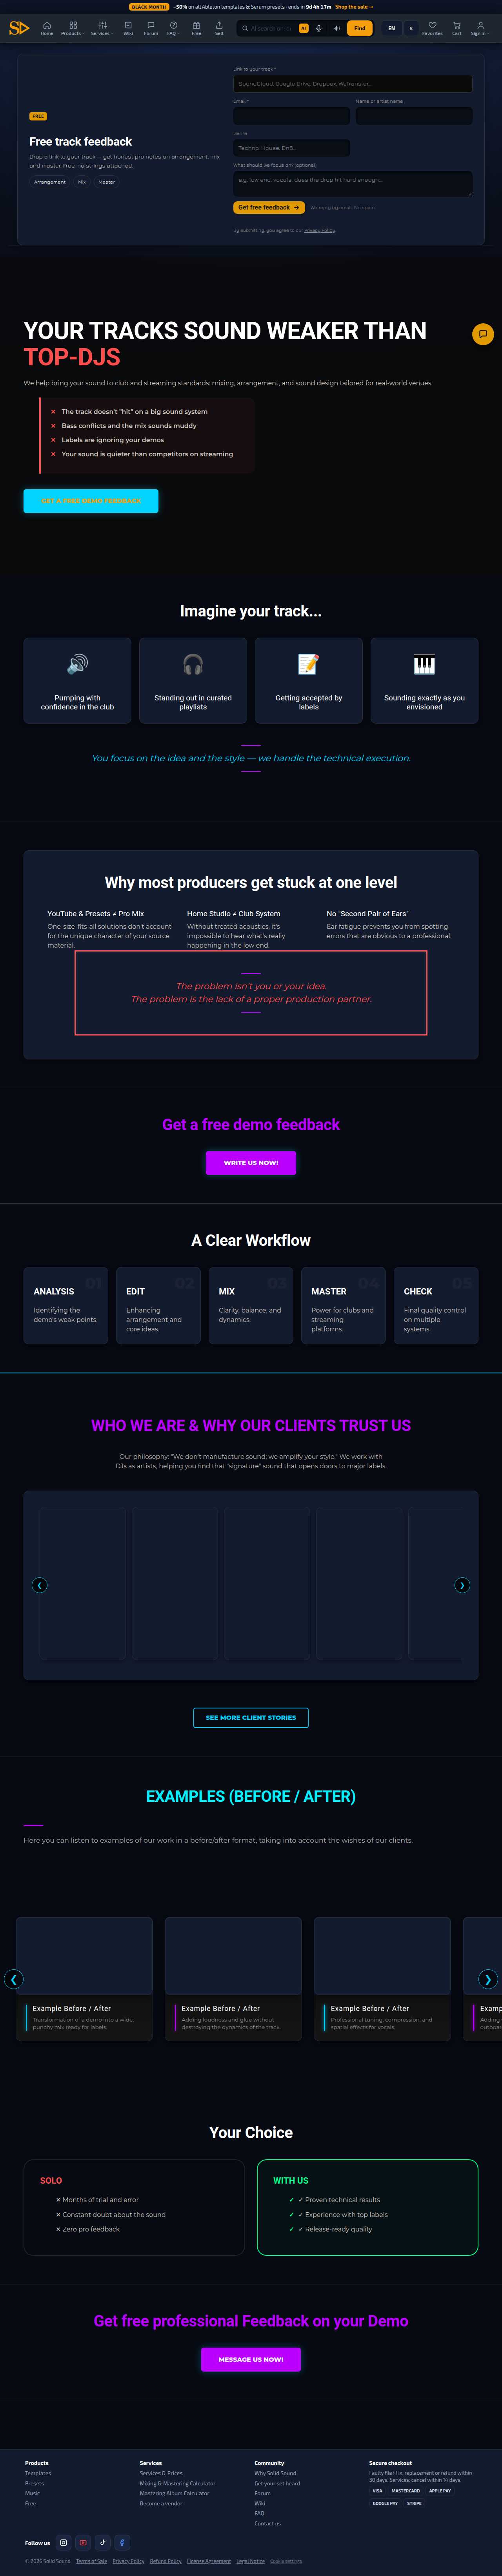 BLACK MONTH −50% on all Ableton templates & Serum presets · ends in 9d 4h 17m Shop the sale →
Home Products Services Wiki Forum FAQ Free Sell
AI Find EN € Favorites Cart Sign in
FREE
Free track feedback
Drop a link to your track — get honest pro notes on arrangement, mix and master. Free, no strings attached.
Arrangement Mix Master
Link to your track *
SoundCloud, Google Drive, Dropbox, WeTransfer...
Email *
Name or artist name
Genre
Techno, House, DnB...
What should we focus on? (optional)
e.g. low end, vocals, does the drop hit hard enough...
Get free feedback →
We reply by email. No spam.
By submitting, you agree to our Privacy Policy.
YOUR TRACKS SOUND WEAKER THAN
TOP-DJS
We help bring your sound to club and streaming standards: mixing, arrangement, and sound design tailored for real-world venues.
✕ The track doesn't "hit" on a big sound system
✕ Bass conflicts and the mix sounds muddy
✕ Labels are ignoring your demos
✕ Your sound is quieter than competitors on streaming
GET A FREE DEMO FEEDBACK
Imagine your track...
Pumping with
confidence in the club
Standing out in curated
playlists
Getting accepted by
labels
Sounding exactly as you
envisioned
You focus on the idea and the style — we handle the technical execution.
Why most producers get stuck at one level
YouTube & Presets ≠ Pro Mix
One-size-fits-all solutions don't account
for the unique character of your source
material.
Home Studio ≠ Club System
Without treated acoustics, it's
impossible to hear what's really
happening in the low end.
No "Second Pair of Ears"
Ear fatigue prevents you from spotting
errors that are obvious to a professional.
The problem isn't you or your idea.
The problem is the lack of a proper production partner.
Get a free demo feedback
WRITE US NOW!
A Clear Workflow
01
ANALYSIS
Identifying the
demo's weak points.
02
EDIT
Enhancing
arrangement and
core ideas.
03
MIX
Clarity, balance, and
dynamics.
04
MASTER
Power for clubs and
streaming
platforms.
05
CHECK
Final quality control
on multiple
systems.
WHO WE ARE & WHY OUR CLIENTS TRUST US
Our philosophy: "We don't manufacture sound; we amplify your style." We work with
DJs as artists, helping you find that "signature" sound that opens doors to major labels.
SEE MORE CLIENT STORIES
EXAMPLES (BEFORE / AFTER)
Here you can listen to examples of our work in a before/after format, taking into account the wishes of our clients.
Example Before / After
Transformation of a demo into a wide,
punchy mix ready for labels.
Example Before / After
Adding loudness and glue without
destroying the dynamics of the track.
Example Before / After
Professional tuning, compression, and
spatial effects for vocals.
Your Choice
SOLO
✕ Months of trial and error
✕ Constant doubt about the sound
✕ Zero pro feedback
WITH US
✓ ✓ Proven technical results
✓ ✓ Experience with top labels
✓ ✓ Release-ready quality
Get free professional Feedback on your Demo
MESSAGE US NOW!
Products
Templates
Presets
Music
Free
Services
Services & Prices
Mixing & Mastering Calculator
Mastering Album Calculator
Become a vendor
Community
Why Solid Sound
Get your set heard
Forum
Wiki
FAQ
Contact us
Secure checkout
Faulty file? Fix, replacement or refund within
30 days. Services: cancel within 14 days.
VISA MASTERCARD APPLE PAY
GOOGLE PAY STRIPE
Follow us
© 2026 Solid Sound Terms of Sale Privacy Policy Refund Policy License Agreement Legal Notice Cookie settings